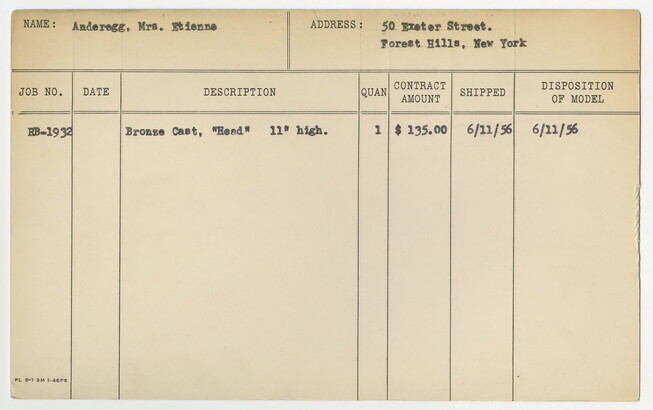 NAME: Anderegg, Mrs. Etienne
ADDRESS: 50 Exeter Street.
Forest Hills, New York
JOB NO. DATE DESCRIPTION QUAN CONTRACT AMOUNT SHIPPED DISPOSITION OF MODEL
RB-1932 Bronze Cast, "Head" 11" high. 1 $ 135.00 6/11/56 6/11/56